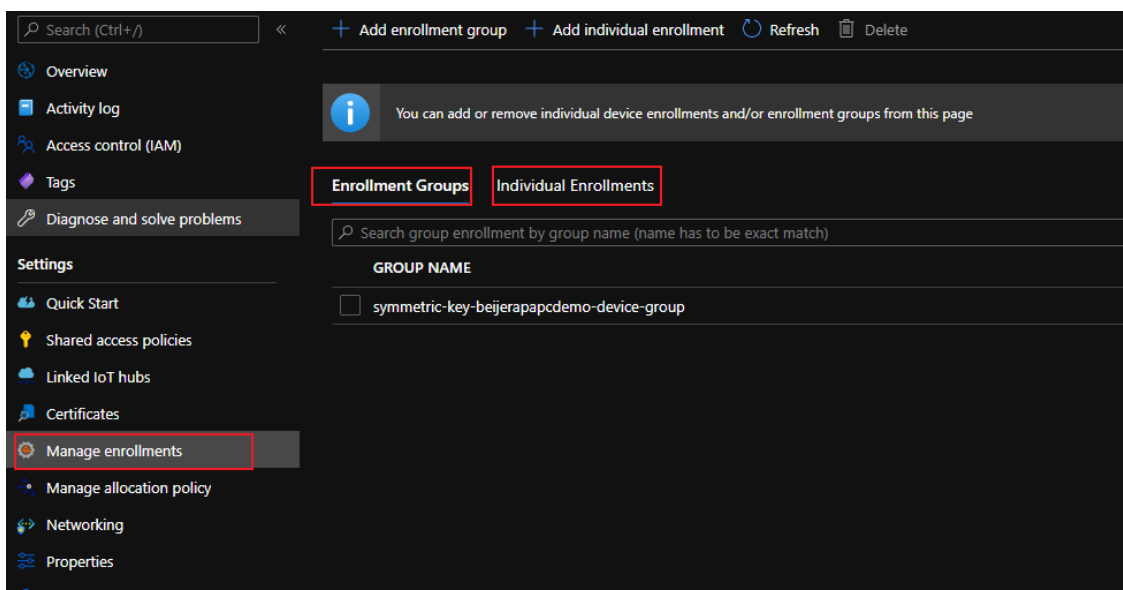 Search (Ctrl+/)
«
Add enrollment group
Add individual enrollment
Refresh
Delete
Overview
Activity log
Access control (IAM)
Tags
Diagnose and solve problems
Settings
Quick Start
Shared access policies
Linked IoT hubs
Certificates
Manage enrollments
Manage allocation policy
Networking
Properties
You can add or remove individual device enrollments and/or enrollment groups from this page
Enrollment Groups
Individual Enrollments
Search group enrollment by group name (name has to be exact match)
GROUP NAME
symmetric-key-beijerapapcdemo-device-group